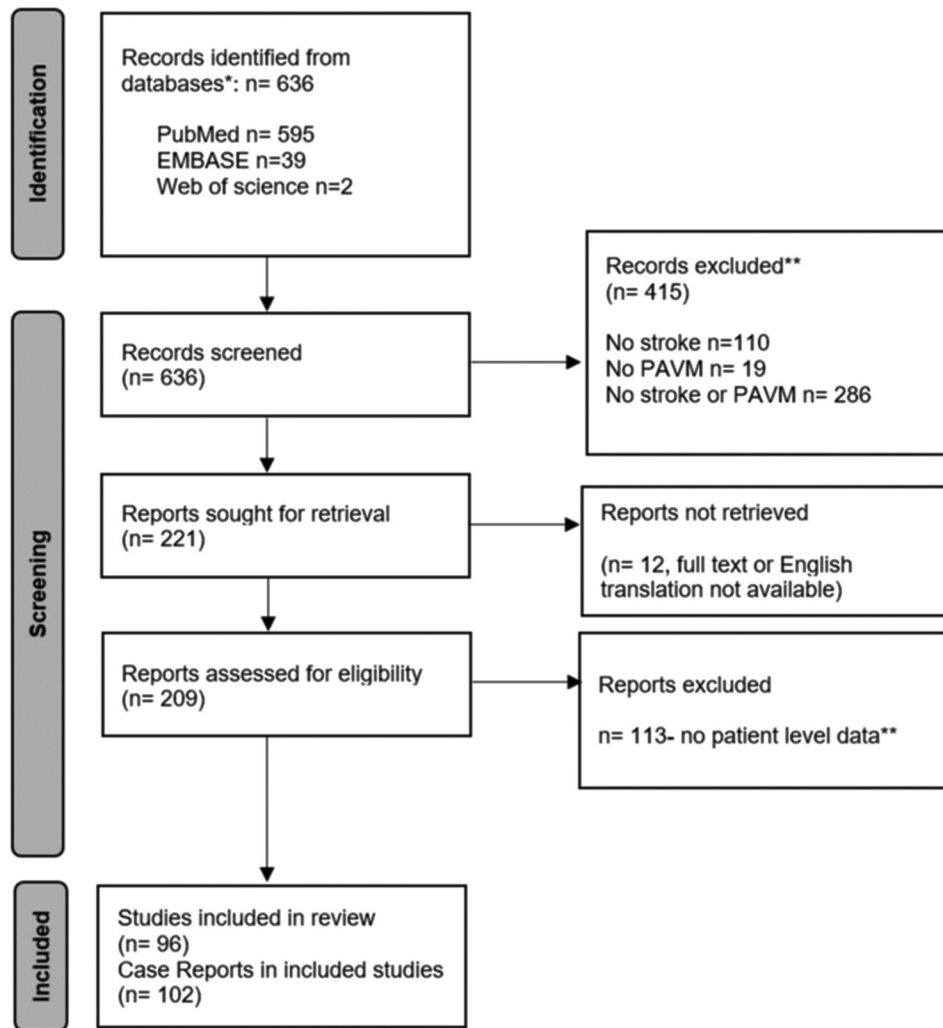 Identification
Records identified from
databases*: n= 636
PubMed n= 595
EMBASE n=39
Web of science n=2
Records excluded**
(n= 415)
No stroke n=110
No PAVM n= 19
No stroke or PAVM n= 286
Screening
Records screened
(n= 636)
Reports sought for retrieval
(n= 221)
Reports not retrieved
(n= 12, full text or English
translation not available)
Reports assessed for eligibility
(n= 209)
Reports excluded
n= 113- no patient level data**
Included
Studies included in review
(n= 96)
Case Reports in included studies
(n= 102)